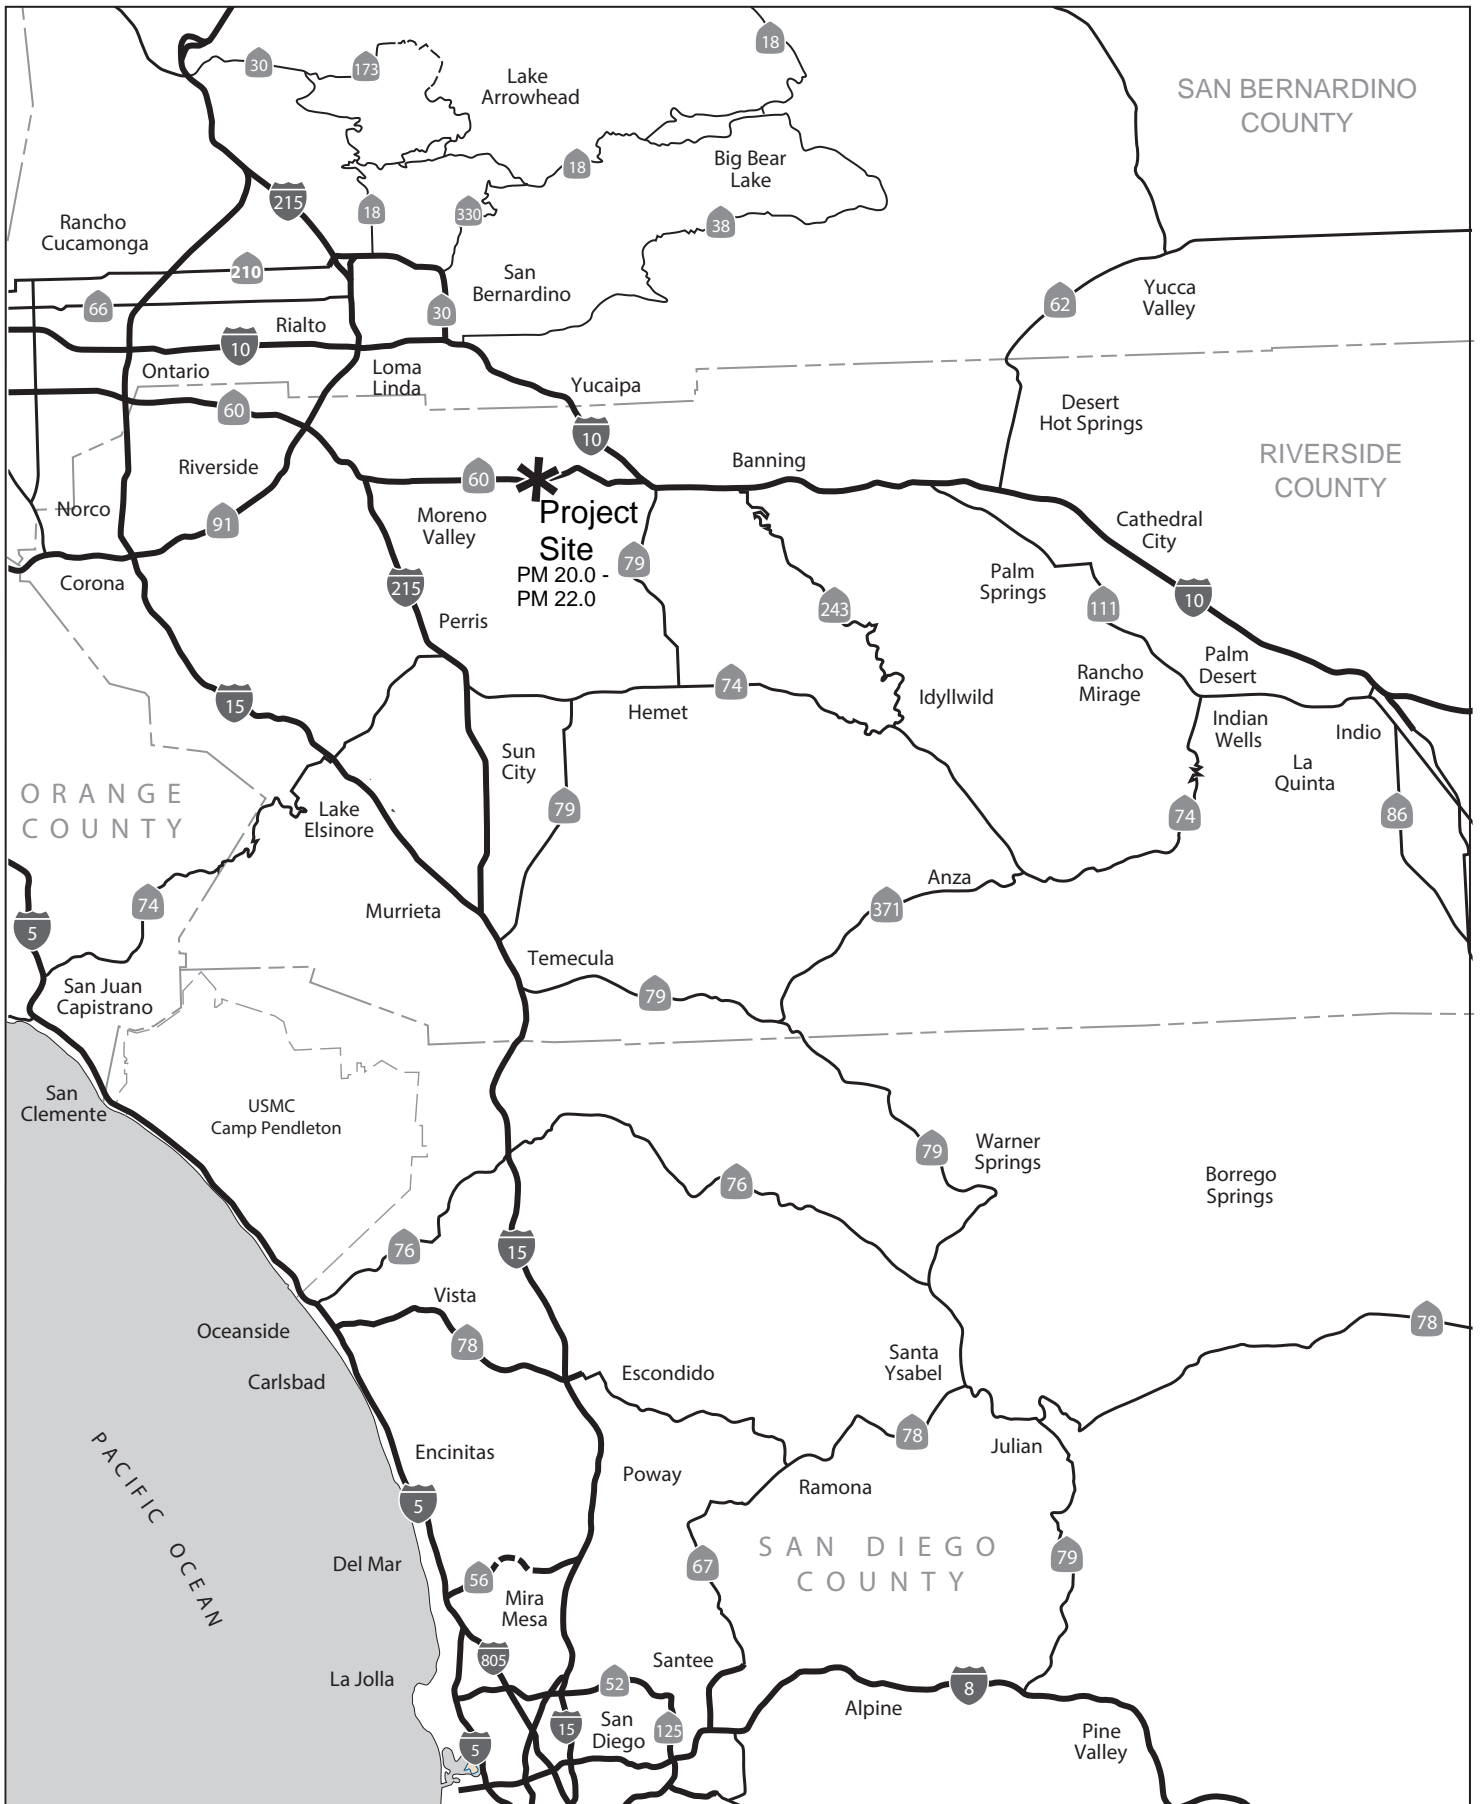 18
30
173
Lake
Arrowhead
SAN BERNARDINO
COUNTY
18
Big Bear
Lake
215
18
330
38
Rancho
Cucamonga
210
San
Bernardino
66
30
62
Yucca
Valley
Rialto
10
Ontario
Loma
Linda
Yucaipa
60
Desert
Hot Springs
10
Riverside
60
Banning
RIVERSIDE
COUNTY
Norco
91
Moreno
Valley
Project
Site
PM 20.0 -
PM 22.0
79
Cathedral
City
Corona
215
Palm
Springs
111
10
243
Perris
Palm
Desert
Rancho
Mirage
15
74
Idyllwild
Hemet
Indian
Wells
Indio
Sun
City
La
Quinta
ORANGE
COUNTY
Lake
Elsinore
79
74
86
74
Anza
371
Murrieta
5
Temecula
San Juan
Capistrano
79
San
Clemente
USMC
Camp Pendleton
79
Warner
Springs
76
Borrego
Springs
76
15
Vista
Oceanside
78
78
Carlsbad
Escondido
Santa
Ysabel
PACIFIC OCEAN
Encinitas
78
Julian
Poway
Ramona
5
SAN DIEGO
COUNTY
Del Mar
56
67
79
Mira
Mesa
805
Santee
La Jolla
52
8
Alpine
15
San
Diego
125
5
Pine
Valley